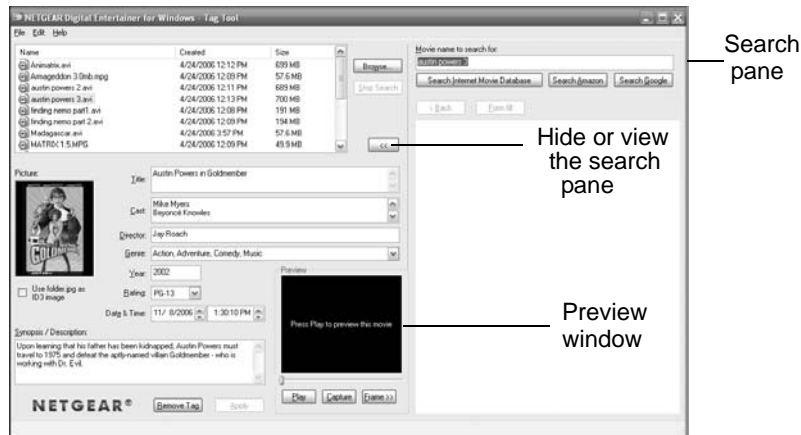 NETGEAR Digital Entertainer for Windows - Tag Tool
File Edit Help
Name Created Size
Animatrix.avi 4/24/2006 12:12 PM 699 MB
Armageddon 3.0mb.mpg 4/24/2006 12:09 PM 57.6 MB
austin powers 2.avi 4/24/2006 12:11 PM 689 MB
austin powers 3.avi 4/24/2006 12:13 PM 700 MB
finding nemo part1.avi 4/24/2006 12:08 PM 191 MB
finding nemo part 2.avi 4/24/2006 12:09 PM 194 MB
Madagascar.avi 4/24/2006 3:57 PM 57.6 MB
MATRIX 1.5.MPG 4/24/2006 12:09 PM 49.9 MB
Browse...
Stop Search
<<
Movie name to search for:
austin powers 3
Search Internet Movie Database Search Amazon Search Google
< Back Form fill
Search
pane
Hide or view
the search
pane
Picture:
GOLDMEMBER
Use folder.jpg as
ID3 image
Title: Austin Powers in Goldmember
Cast: Mike Myers
Beyoncé Knowles
Director: Jay Roach
Genre: Action, Adventure, Comedy, Music
Year: 2002
Rating: PG-13
Date & Time: 11/ 8/2006 1:30:10 PM
Synopsis / Description:
Upon learning that his father has been kidnapped, Austin Powers must
travel to 1975 and defeat the aptly-named villain Goldmember - who is
working with Dr. Evil.
Preview
Press Play to preview this movie
Play Capture Frame >>
Preview
window
NETGEAR®
Remove Tag Apply